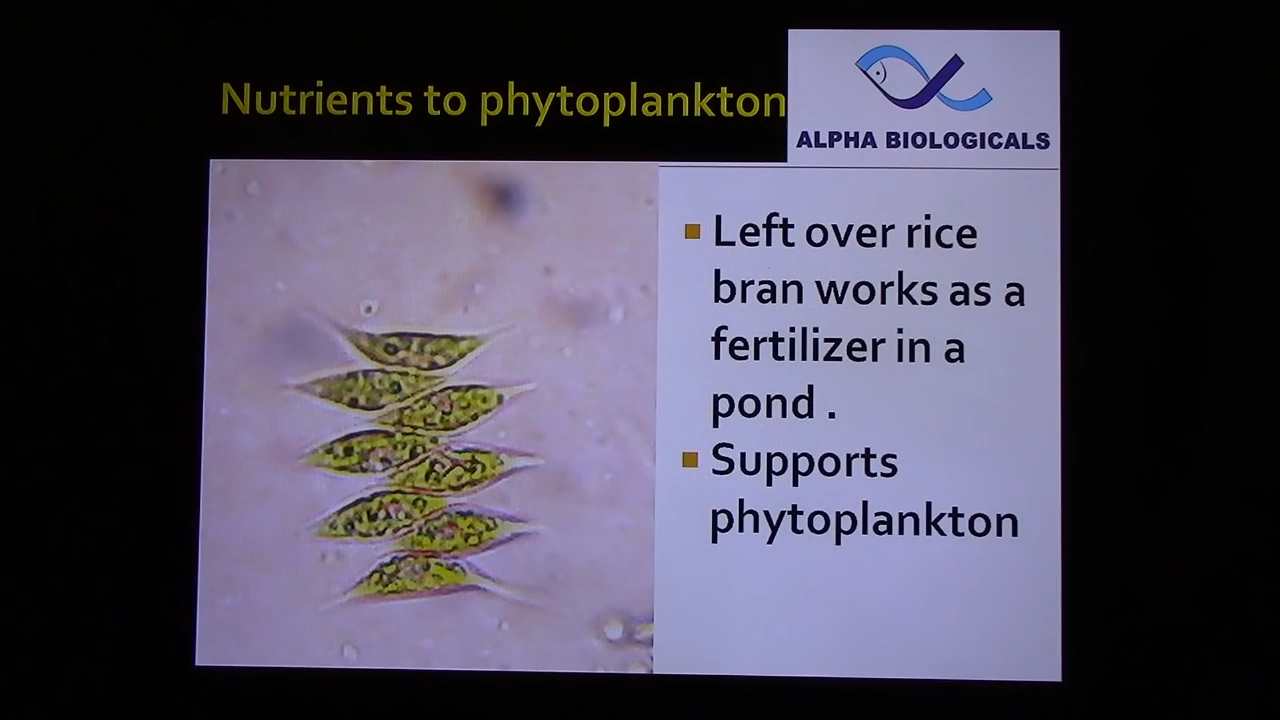 Nutrients to phytoplankton
ALPHA BIOLOGICALS
Left over rice
bran works as a
fertilizer in a
pond .
Supports
phytoplankton